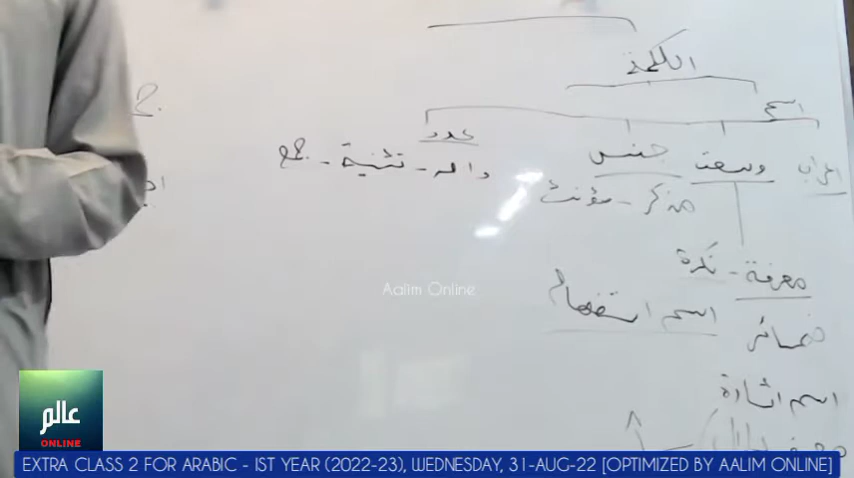 الكلمة
اسم
اعراب وسعت جنس عدد
واحد - تثنية - جمع
مذكر - مؤنث
معرفة - نكرة
ضمائر اسم استفهام
اسم اشارة
Aalim Online
عالم
ONLINE
EXTRA CLASS 2 FOR ARABIC - IST YEAR (2022-23), WEDNESDAY, 31-AUG-22 [OPTIMIZED BY AALIM ONLINE]